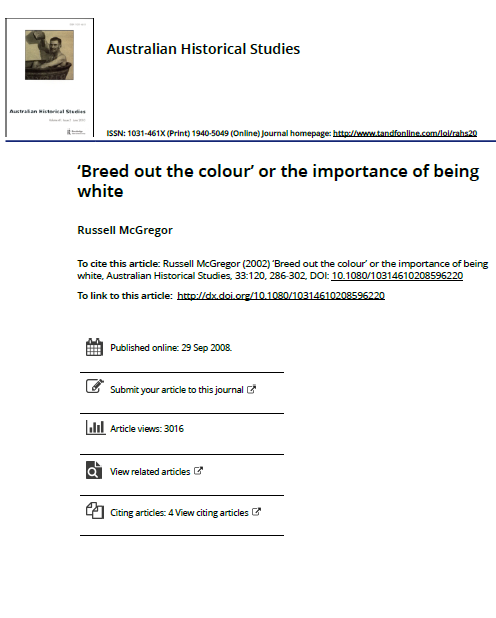 Australian Historical Studies
Australian Historical Studies
ISSN: 1031-461X (Print) 1940-5049 (Online) Journal homepage: http://www.tandfonline.com/loi/rahs20
‘Breed out the colour’ or the importance of being
white
Russell McGregor
To cite this article: Russell McGregor (2002) ‘Breed out the colour’ or the importance of being
white, Australian Historical Studies, 33:120, 286-302, DOI: 10.1080/10314610208596220
To link to this article: http://dx.doi.org/10.1080/10314610208596220
Published online: 29 Sep 2008.
Submit your article to this journal
Article views: 3016
View related articles
Citing articles: 4 View citing articles